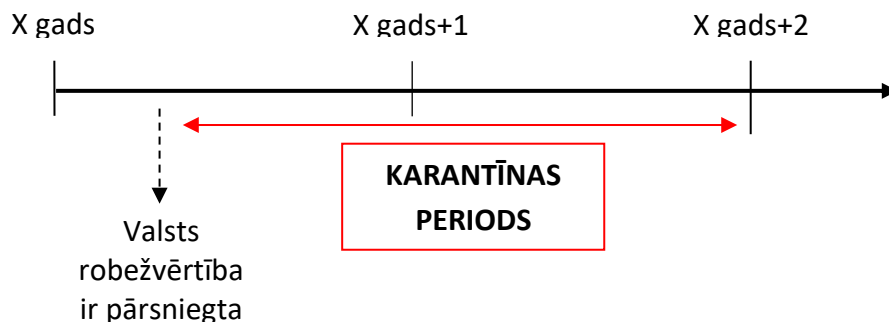 X gads
X gads+1
X gads+2
KARANTĪNAS
PERIODS
Valsts
robežvērtība
ir pārsniegta